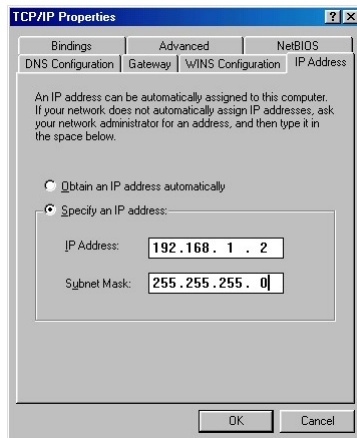 TCP/IP Properties
Bindings Advanced NetBIOS
DNS Configuration Gateway WINS Configuration IP Address
An IP address can be automatically assigned to this computer.
If your network does not automatically assign IP addresses, ask
your network administrator for an address, and then type it in
the space below.
Obtain an IP address automatically
Specify an IP address:
IP Address: 192.168. 1 . 2
Subnet Mask: 255.255.255. 0
OK Cancel